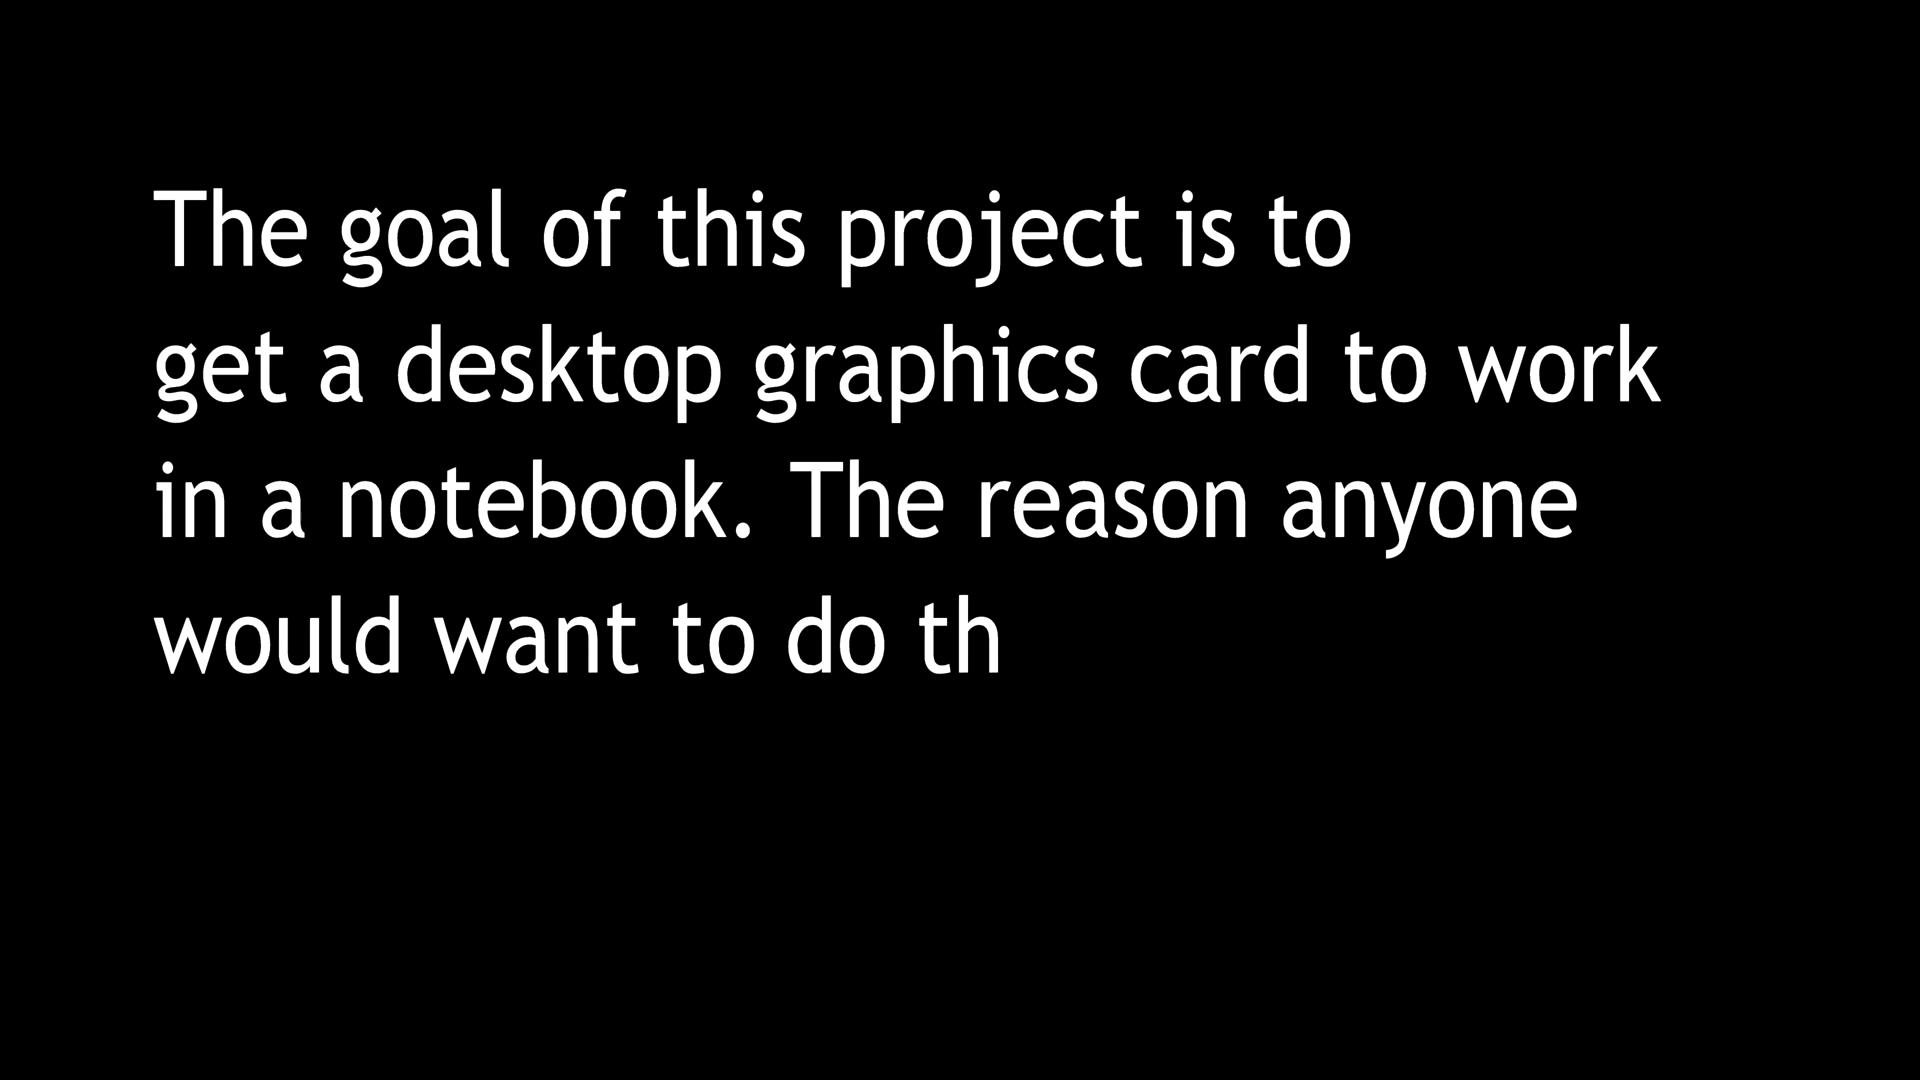 The goal of this project is to
get a desktop graphics card to work
in a notebook. The reason anyone
would want to do th